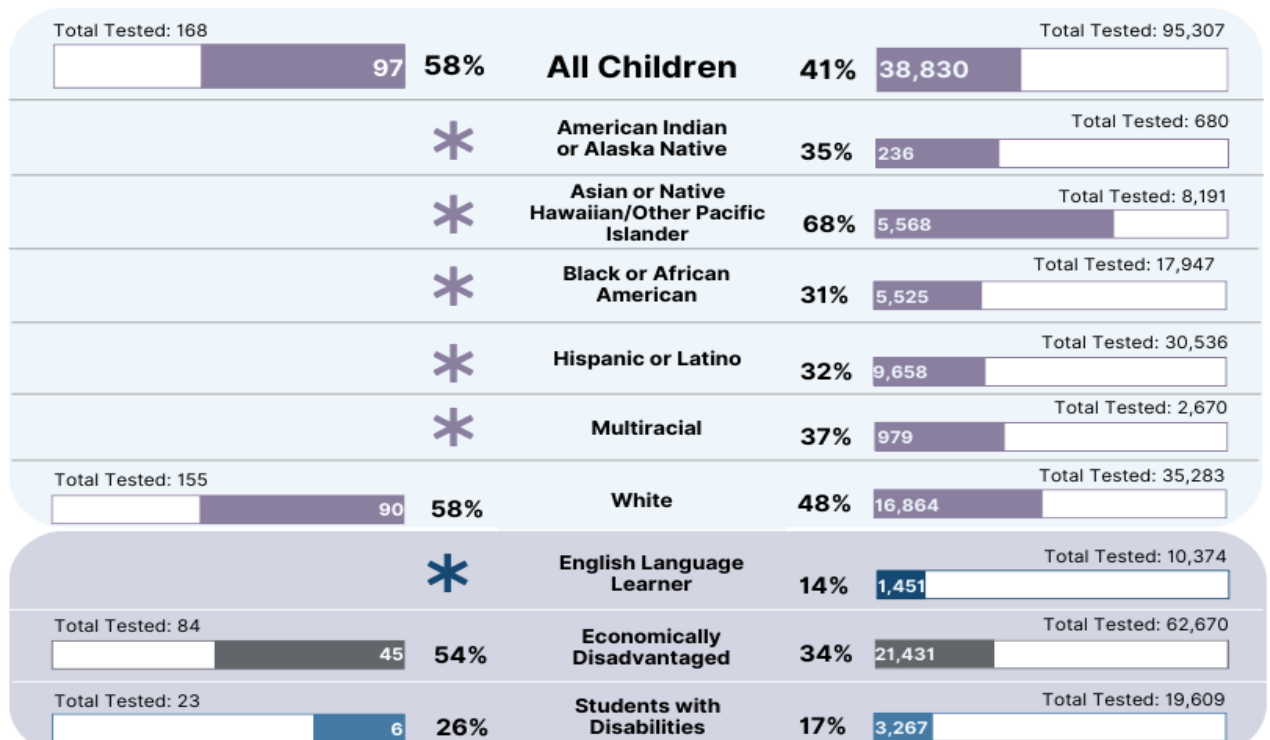 Total Tested: 168
Total Tested: 95,307
97 58% All Children 41% 38,830
American Indian
or Alaska Native
Total Tested: 680
35% 236
Asian or Native
Hawaiian/Other Pacific
Islander
Total Tested: 8,191
68% 5,568
Black or African
American
Total Tested: 17,947
31% 5,525
Hispanic or Latino
Total Tested: 30,536
32% 9,658
Multiracial
Total Tested: 2,670
37% 979
Total Tested: 155
Total Tested: 35,283
90 58% White 48% 16,864
English Language
Learner
Total Tested: 10,374
14% 1,451
Total Tested: 84
Total Tested: 62,670
45 54%
Economically
Disadvantaged
34% 21,431
Total Tested: 23
Total Tested: 19,609
6 26%
Students with
Disabilities
17% 3,267